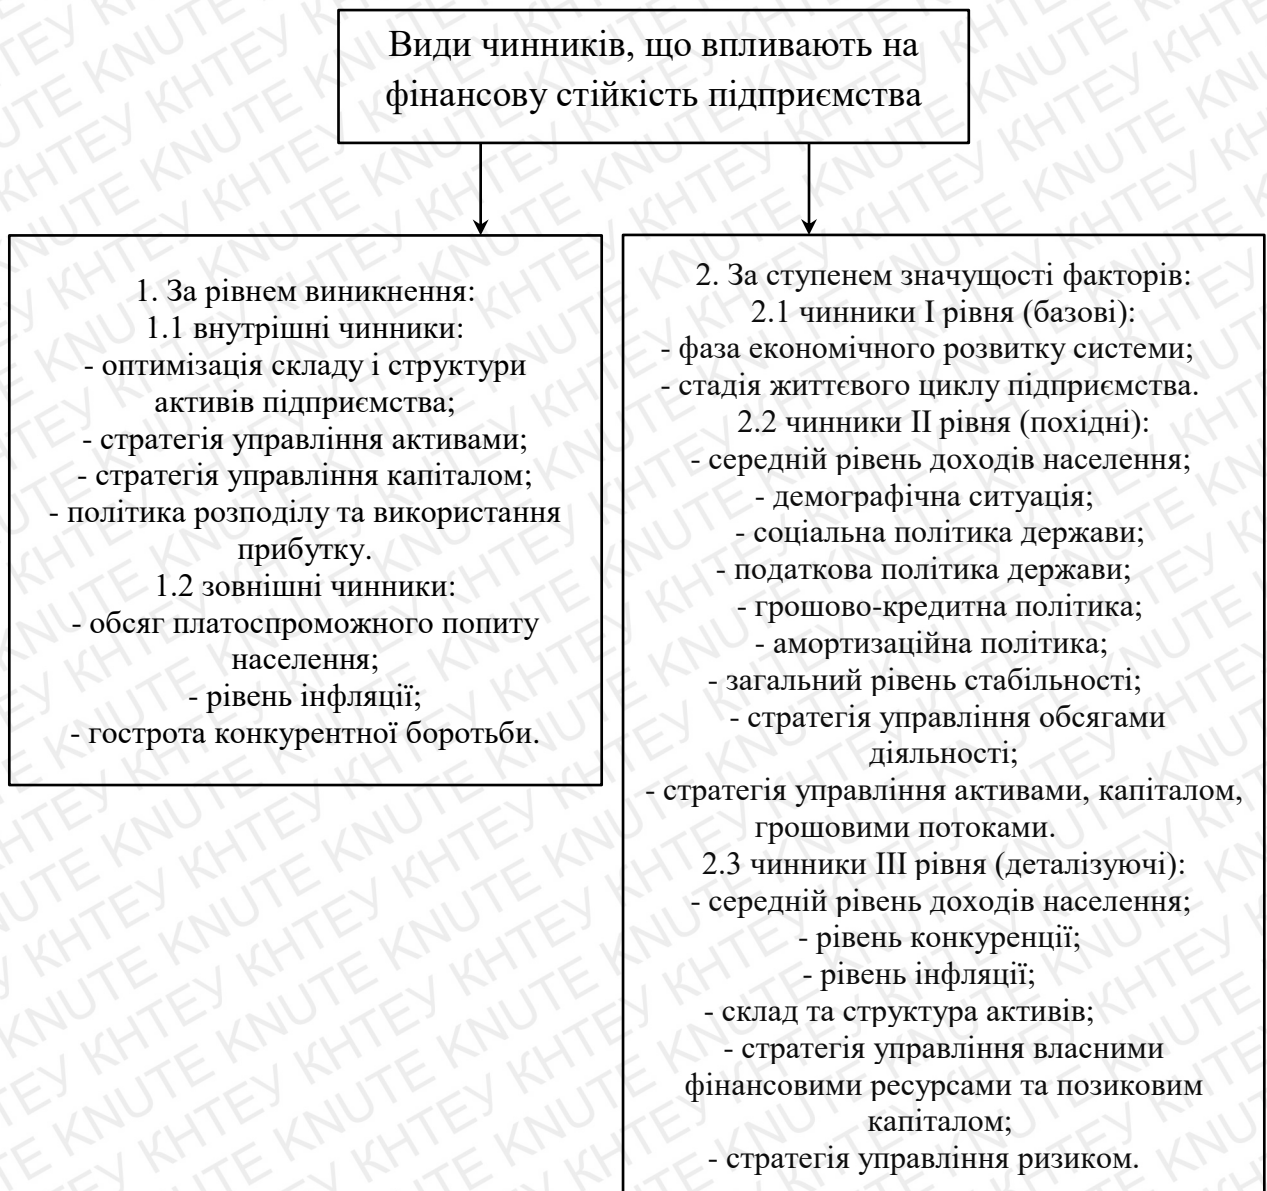 Види чинників, що впливають на
фінансову стійкість підприємства
1. За рівнем виникнення:
1.1 внутрішні чинники:
- оптимізація складу і структури
активів підприємства;
- стратегія управління активами;
- стратегія управління капіталом;
- політика розподілу та використання
прибутку.
1.2 зовнішні чинники:
- обсяг платоспроможного попиту
населення;
- рівень інфляції;
- гострота конкурентної боротьби.
2. За ступенем значущості факторів:
2.1 чинники І рівня (базові):
- фаза економічного розвитку системи;
- стадія життєвого циклу підприємства.
2.2 чинники ІІ рівня (похідні):
- середній рівень доходів населення;
- демографічна ситуація;
- соціальна політика держави;
- податкова політика держави;
- грошово-кредитна політика;
- амортизаційна політика;
- загальний рівень стабільності;
- стратегія управління обсягами
діяльності;
- стратегія управління активами, капіталом,
грошовими потоками.
2.3 чинники ІІІ рівня (деталізуючі):
- середній рівень доходів населення;
- рівень конкуренції;
- рівень інфляції;
- склад та структура активів;
- стратегія управління власними
фінансовими ресурсами та позиковим
капіталом;
- стратегія управління ризиком.